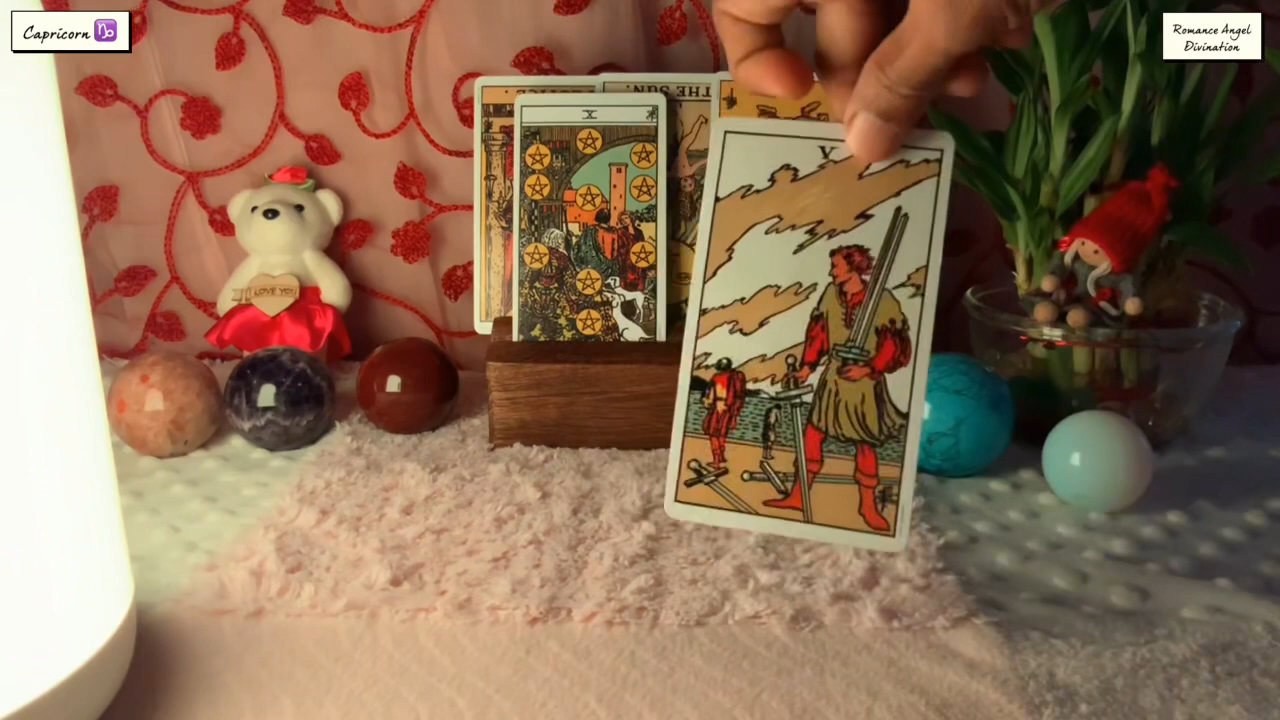 Capricorn ♑
Romance Angel
Divination
THE SUN.
X
V
I LOVE YOU